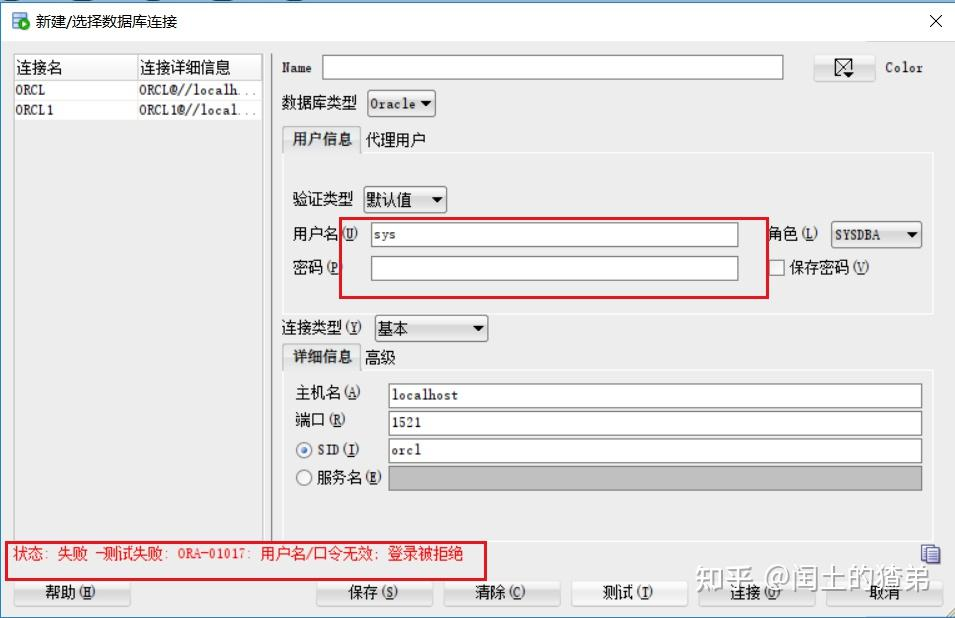 新建/选择数据库连接
连接名 连接详细信息
ORCL ORCL@//localh...
ORCL1 ORCL1@//local...
Name Color
数据库类型 Oracle
用户信息 代理用户
验证类型 默认值
用户名(U) sys 角色(L) SYSDBA
密码(P 保存密码(V)
连接类型(Y) 基本
详细信息 高级
主机名(A) localhost
端口(R) 1521
SID(I) orcl
服务名(E)
状态: 失败 -测试失败: ORA-01017: 用户名/口令无效; 登录被拒绝
帮助(H) 保存(S) 清除(C) 测试(T) 连接(O) 取消
知乎 @闰土的猹弟